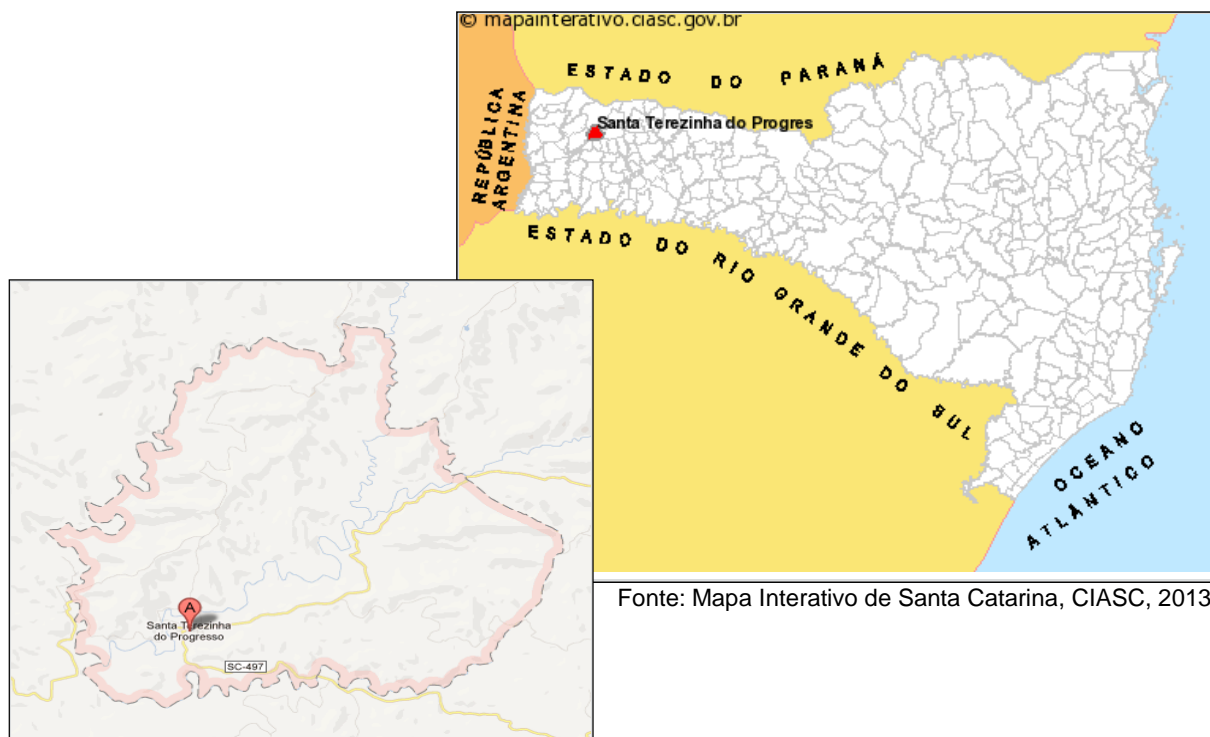 © mapainterativo.ciasc.gov.br
ESTADO DO PARANÁ
REPÚBLICA
ARGENTINA
Santa Terezinha do Progres
ESTADO DO RIO GRANDE DO SUL
OCEANO
ATLÂNTICO
Fonte: Mapa Interativo de Santa Catarina, CIASC, 2013
A
Santa Terezinha
do Progresso
SC-497